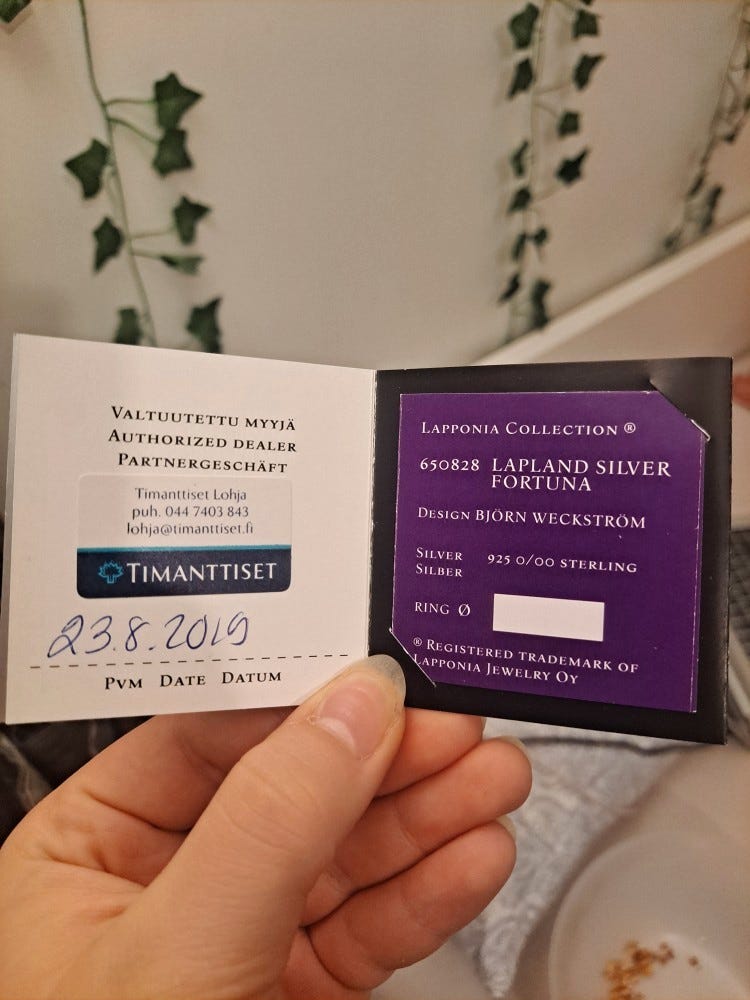 VALTUUTETTU MYYJÄ
AUTHORIZED DEALER
PARTNERGESCHÄFT
Timanttiset Lohja
puh. 044 7403 843
lohja@timanttiset.fi
TIMANTTISET
23.8.2019
PVM DATE DATUM
LAPPONIA COLLECTION ®
650828 LAPLAND SILVER
FORTUNA
DESIGN BJÖRN WECKSTRÖM
SILVER 925 0/00 STERLING
SILBER
RING Ø
® REGISTERED TRADEMARK OF
LAPPONIA JEWELRY OY